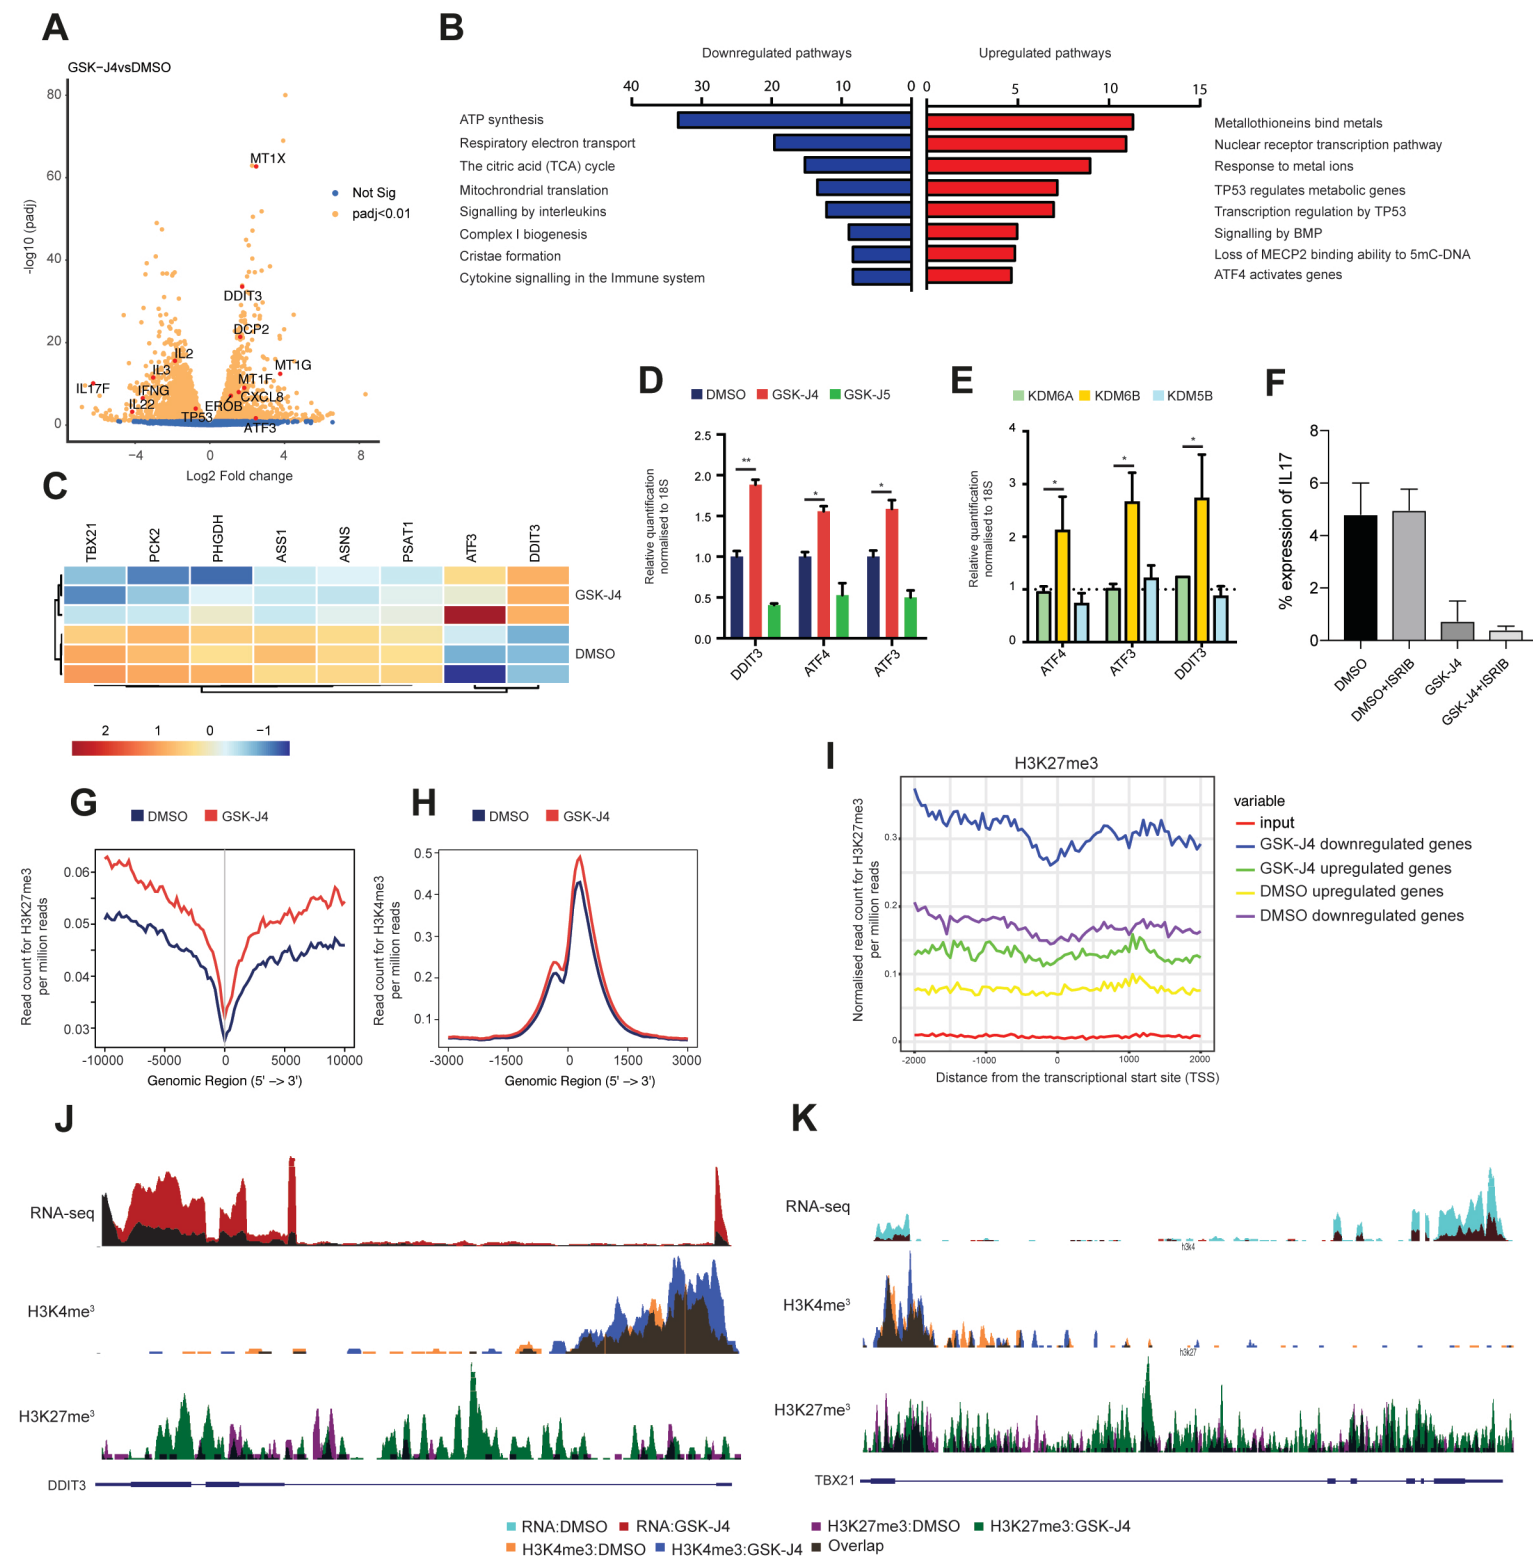 A
GSK-J4vsDMSO
-log10 (padj)
80
60
40
20
0
-4
0
4
8
Log2 Fold change
MT1X
DDIT3
DCP2
IL2
IL3
MT1G
IL17F
IFNG
MT1F
IL22
EROB
CXCL8
TP53
ATF3
Not Sig
padj<0.01
B
Downregulated pathways
Upregulated pathways
40
30
20
10
0
0
5
10
15
ATP synthesis
Respiratory electron transport
The citric acid (TCA) cycle
Mitochrondrial translation
Signalling by interleukins
Complex I biogenesis
Cristae formation
Cytokine signalling in the Immune system
Metallothioneins bind metals
Nuclear receptor transcription pathway
Response to metal ions
TP53 regulates metabolic genes
Transcription regulation by TP53
Signalling by BMP
Loss of MECP2 binding ability to 5mC-DNA
ATF4 activates genes
C
TBX21
PCK2
PHGDH
ASS1
ASNS
PSAT1
ATF3
DDIT3
GSK-J4
DMSO
2
1
0
-1
D
DMSO
GSK-J4
GSK-J5
Relative quantification
normalised to 18S
2.5
2.0
1.5
1.0
0.5
0.0
**
*
*
DDIT3
ATF4
ATF3
E
KDM6A
KDM6B
KDM5B
Relative quantification
normalised to 18S
4
3
2
1
0
*
*
*
ATF4
ATF3
DDIT3
F
% expression of IL17
8
6
4
2
0
DMSO
DMSO+ISRIB
GSK-J4
GSK-J4+ISRIB
G
DMSO
GSK-J4
Read count for H3K27me3
per million reads
0.06
0.05
0.04
0.03
-10000
-5000
0
5000
10000
Genomic Region (5' -> 3')
H
DMSO
GSK-J4
Read count for H3K4me3
per million reads
0.5
0.4
0.3
0.2
0.1
-3000
-1500
0
1500
3000
Genomic Region (5' -> 3')
I
H3K27me3
Normalised read count for H3K27me3
per million reads
0.3
0.2
0.1
0
-2000
-1000
0
1000
2000
Distance from the transcriptional start site (TSS)
variable
input
GSK-J4 downregulated genes
GSK-J4 upregulated genes
DMSO upregulated genes
DMSO downregulated genes
J
RNA-seq
H3K4me3
H3K27me3
DDIT3
K
RNA-seq
h3k4
H3K4me3
h3k27
H3K27me3
TBX21
RNA:DMSO
RNA:GSK-J4
H3K27me3:DMSO
H3K27me3:GSK-J4
H3K4me3:DMSO
H3K4me3:GSK-J4
Overlap